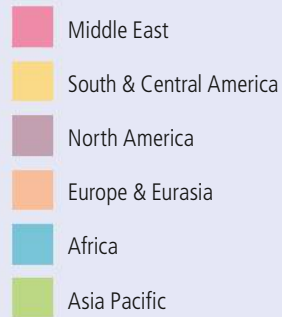 Middle East
South & Central America
North America
Europe & Eurasia
Africa
Asia Pacific